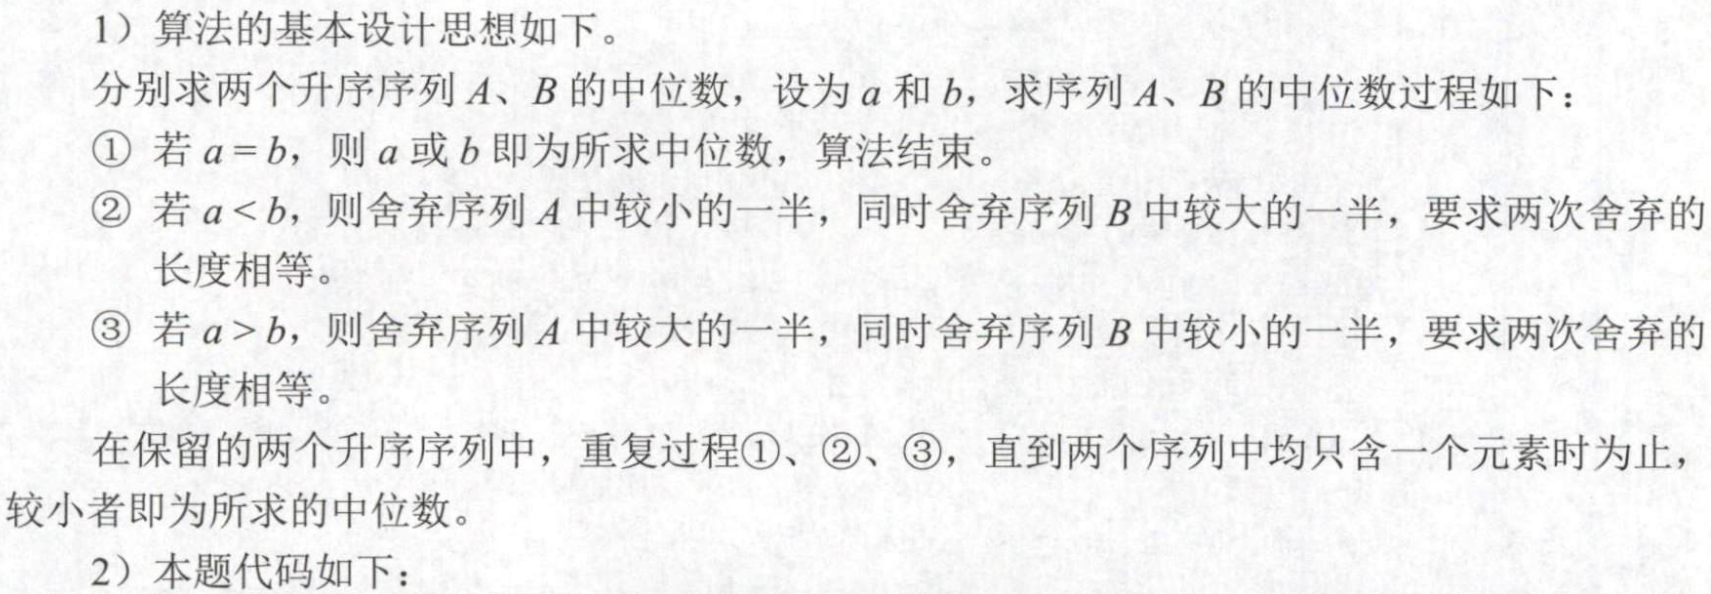 1）算法的基本设计思想如下。
分别求两个升序序列 A、B 的中位数，设为 a 和 b，求序列 A、B 的中位数过程如下：
① 若 a = b，则 a 或 b 即为所求中位数，算法结束。
② 若 a < b，则舍弃序列 A 中较小的一半，同时舍弃序列 B 中较大的一半，要求两次舍弃的
长度相等。
③ 若 a > b，则舍弃序列 A 中较大的一半，同时舍弃序列 B 中较小的一半，要求两次舍弃的
长度相等。
在保留的两个升序序列中，重复过程①、②、③，直到两个序列中均只含一个元素时为止，
较小者即为所求的中位数。
2）本题代码如下：